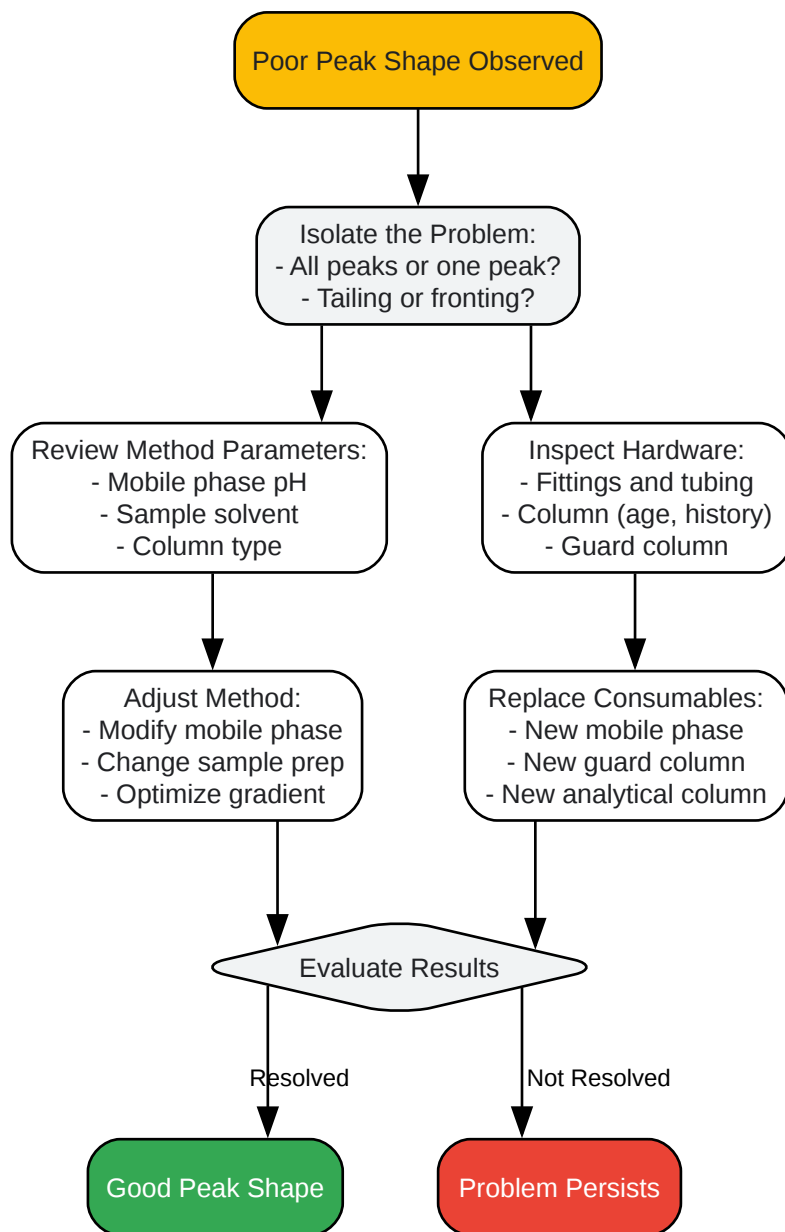 Poor Peak Shape Observed
Isolate the Problem:
- All peaks or one peak?
- Tailing or fronting?
Review Method Parameters:
- Mobile phase pH
- Sample solvent
- Column type
Inspect Hardware:
- Fittings and tubing
- Column (age, history)
- Guard column
Adjust Method:
- Modify mobile phase
- Change sample prep
- Optimize gradient
Replace Consumables:
- New mobile phase
- New guard column
- New analytical column
Evaluate Results
Resolved
Not Resolved
Good Peak Shape
Problem Persists